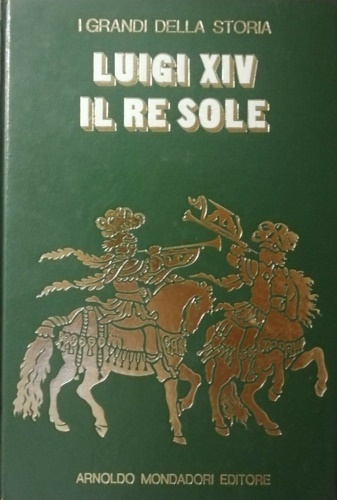 I GRANDI DELLA STORIA
LUIGI XIV
IL RE SOLE
ARNOLDO MONDADORI EDITORE